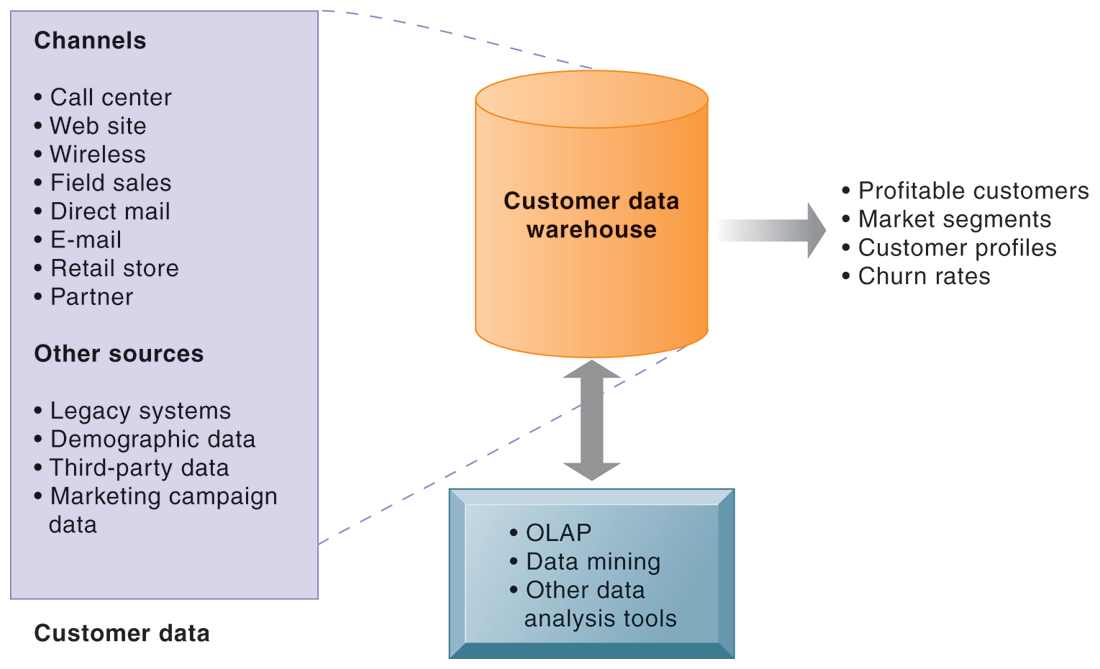 Channels
• Call center
• Web site
• Wireless
• Field sales
• Direct mail
• E-mail
• Retail store
• Partner
Other sources
• Legacy systems
• Demographic data
• Third-party data
• Marketing campaign
data
Customer data
Customer data
warehouse
• OLAP
• Data mining
• Other data
analysis tools
• Profitable customers
• Market segments
• Customer profiles
• Churn rates